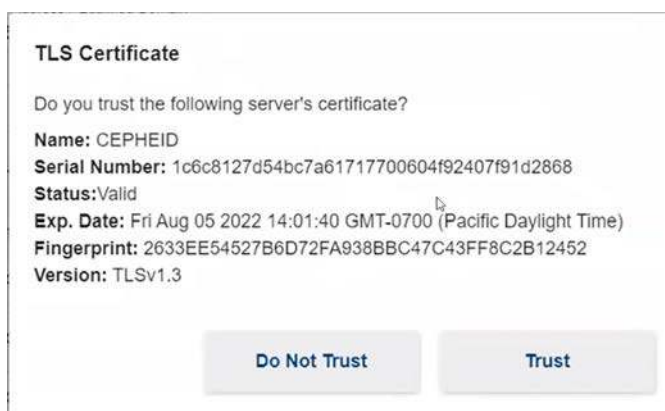 TLS Certificate
Do you trust the following server's certificate?
Name: CEPHEID
Serial Number: 1c6c8127d54bc7a61717700604f92407f91d2868
Status:Valid
Exp. Date: Fri Aug 05 2022 14:01:40 GMT-0700 (Pacific Daylight Time)
Fingerprint: 2633EE54527B6D72FA938BBC47C43FF8C2B12452
Version: TLSv1.3
Do Not Trust
Trust